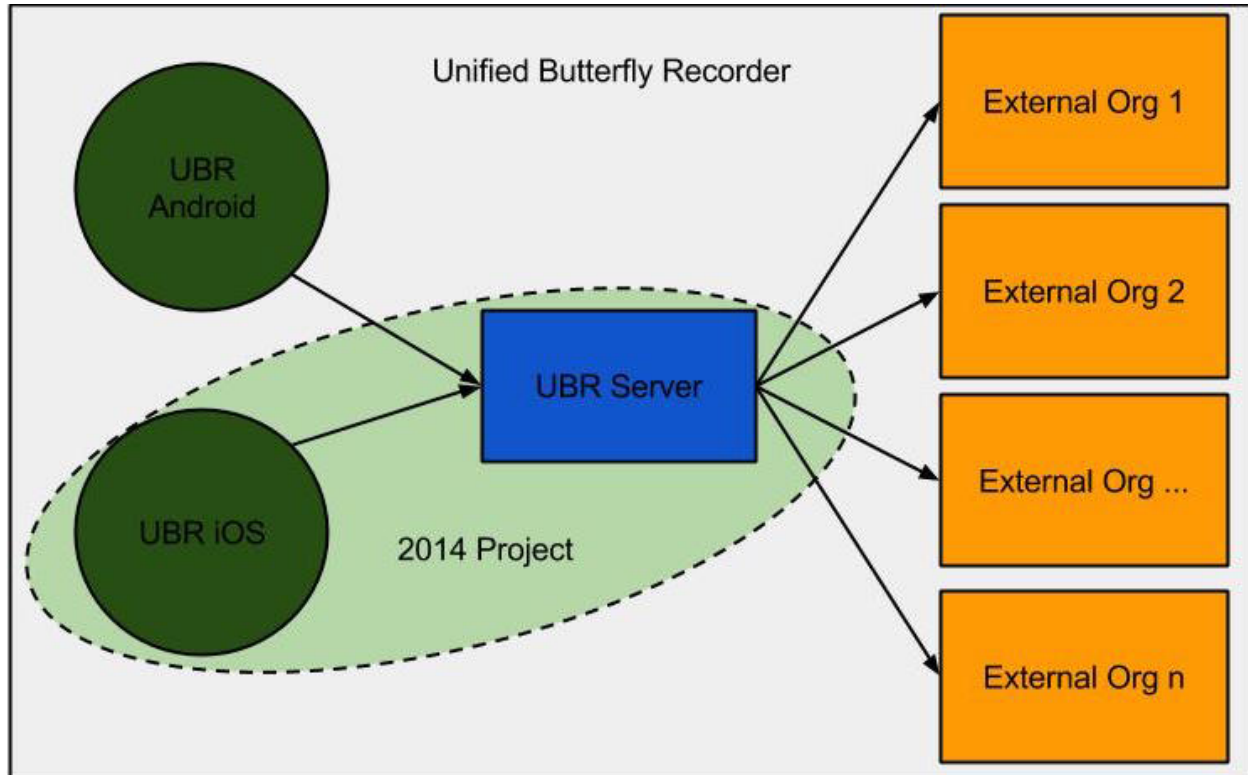 Unified Butterfly Recorder
UBR
Android
UBR iOS
2014 Project
UBR Server
External Org 1
External Org 2
External Org ...
External Org n